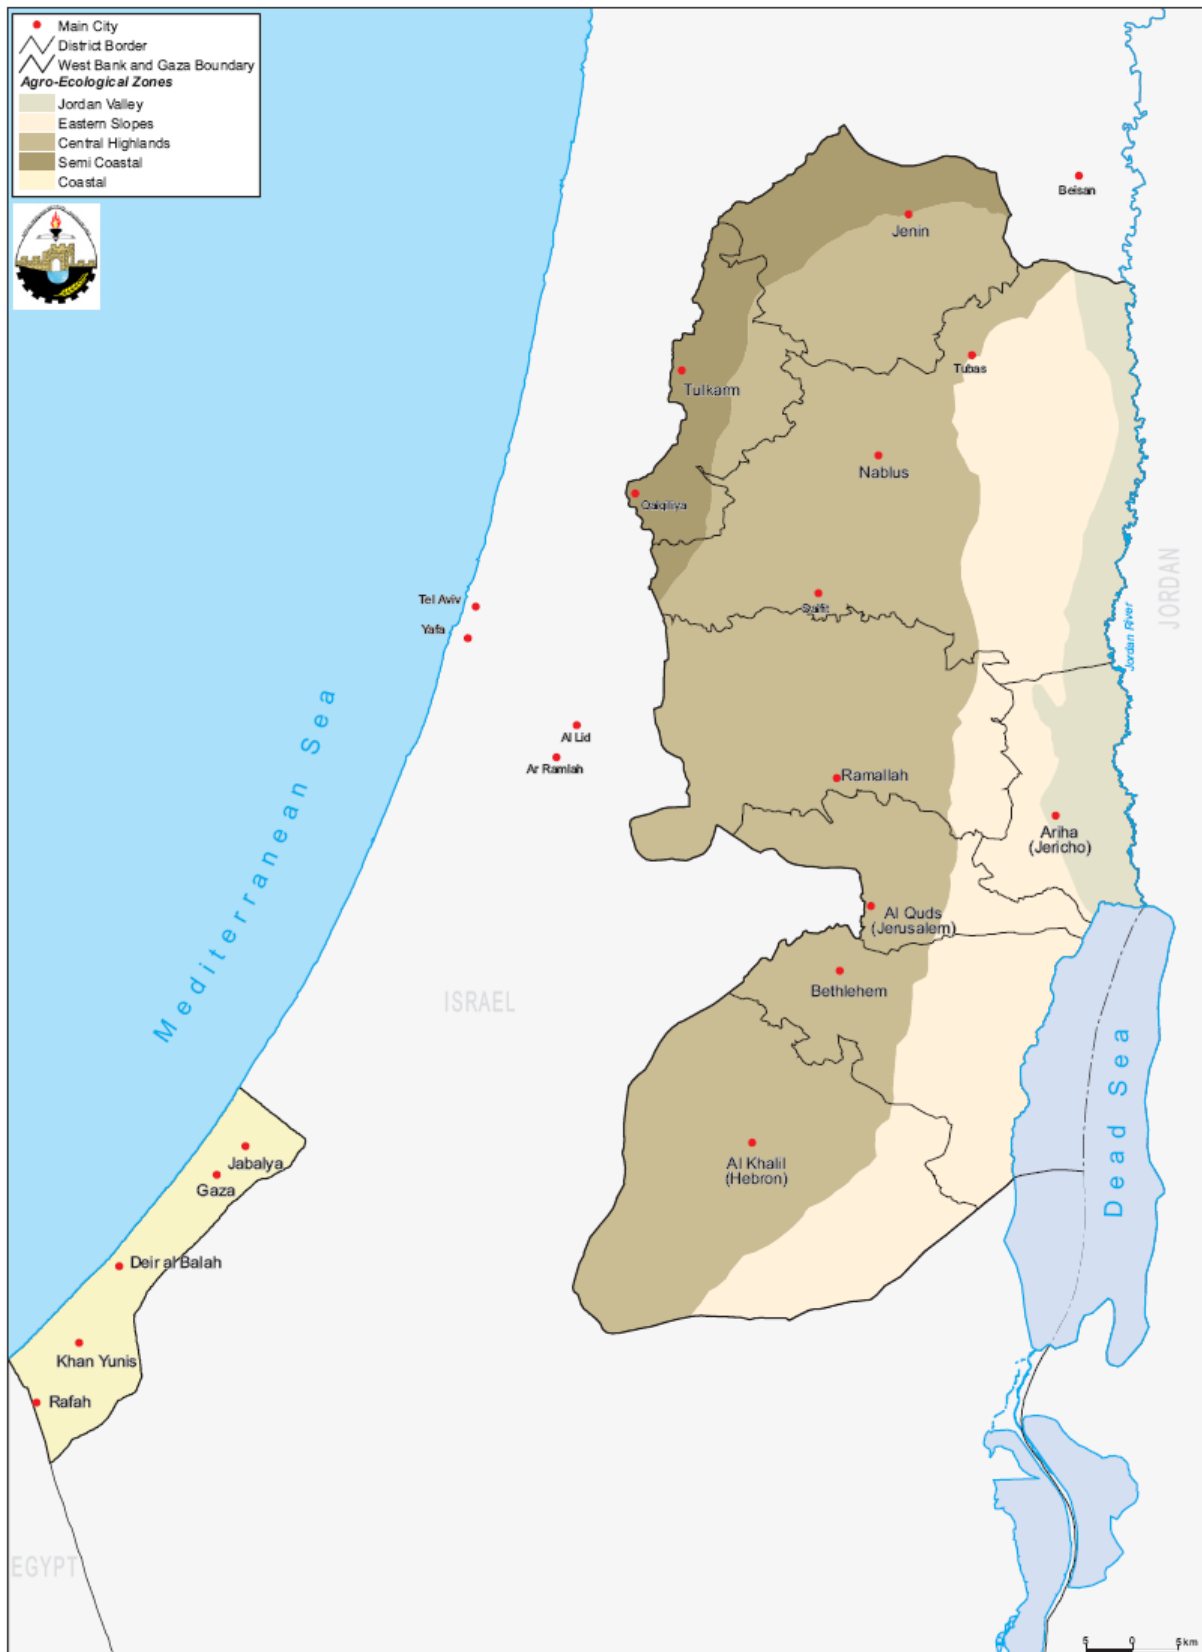 Main City
District Border
West Bank and Gaza Boundary
Agro-Ecological Zones
Jordan Valley
Eastern Slopes
Central Highlands
Semi Coastal
Coastal
Beisan
Jenin
Tubas
Tulkarm
Nablus
Qalqiliya
Tel Aviv
Yafa
Salfit
JORDAN
Jordan River
Mediterranean Sea
Al Lid
Ar Ramlah
Ramallah
Ariha
(Jericho)
Al Quds
(Jerusalem)
Bethlehem
ISRAEL
Dead Sea
Al Khalil
(Hebron)
Jabalya
Gaza
Deir al Balah
Khan Yunis
Rafah
EGYPT
5 0 5 km